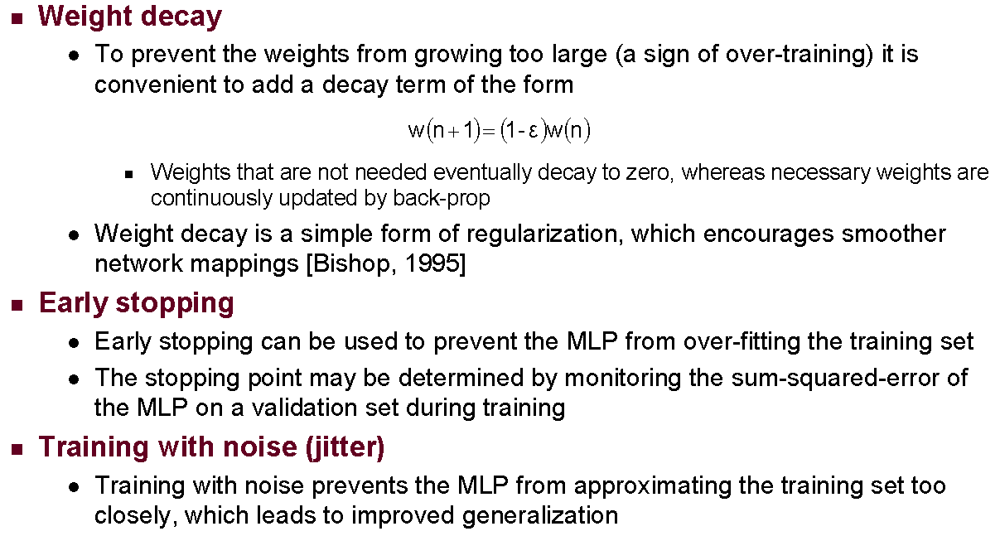 Weight decay
To prevent the weights from growing too large (a sign of over-training) it is
convenient to add a decay term of the form
w(n+1)=(1-ε)w(n)
Weights that are not needed eventually decay to zero, whereas necessary weights are
continuously updated by back-prop
Weight decay is a simple form of regularization, which encourages smoother
network mappings [Bishop, 1995]
Early stopping
Early stopping can be used to prevent the MLP from over-fitting the training set
The stopping point may be determined by monitoring the sum-squared-error of
the MLP on a validation set during training
Training with noise (jitter)
Training with noise prevents the MLP from approximating the training set too
closely, which leads to improved generalization